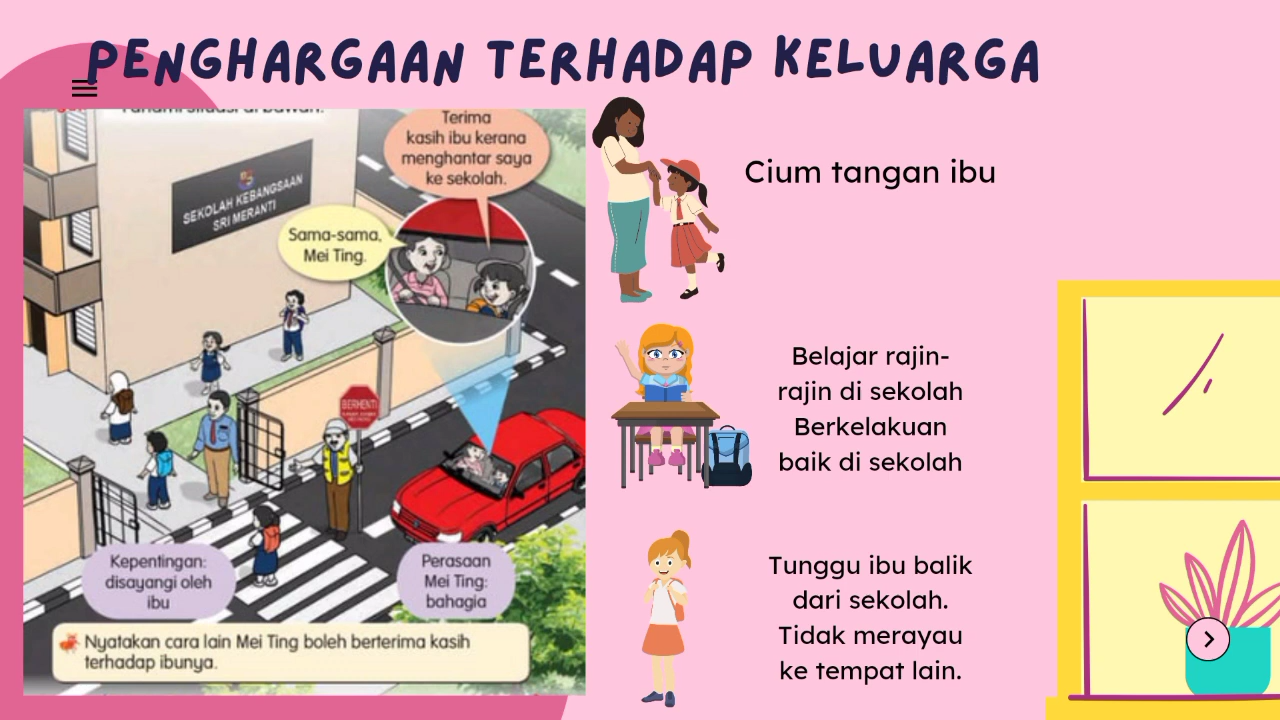 PENGHARGAAN TERHADAP KELUARGA
Terima
kasih ibu kerana
menghantar saya
ke sekolah.
SEKOLAH KEBANGSAAN
SRI MERANTI
Sama-sama,
Mei Ting.
BERHENTI
Kepentingan:
disayangi oleh
ibu
Perasaan
Mei Ting:
bahagia
Nyatakan cara lain Mei Ting boleh berterima kasih
terhadap ibunya.
Cium tangan ibu
Belajar rajin-
rajin di sekolah
Berkelakuan
baik di sekolah
Tunggu ibu balik
dari sekolah.
Tidak merayau
ke tempat lain.